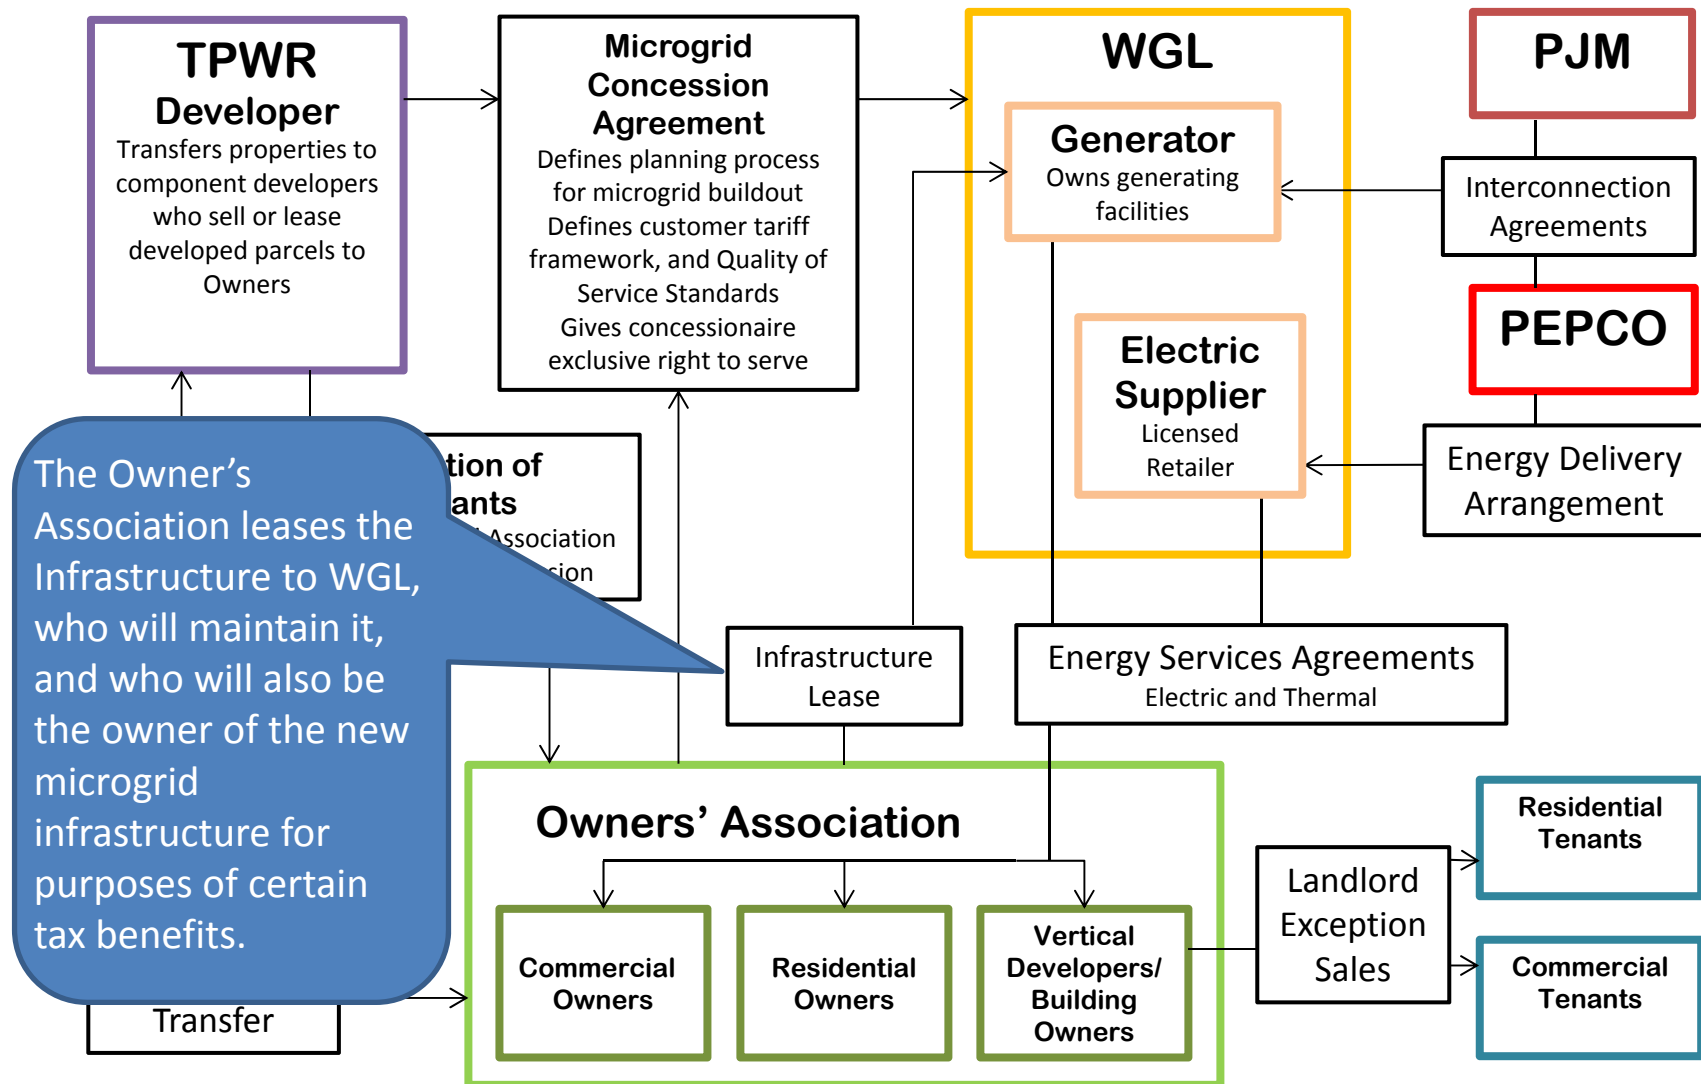 TPWR
Developer
Transfers properties to
component developers
who sell or lease
developed parcels to
Owners
Microgrid
Concession
Agreement
Defines planning process
for microgrid buildout
Defines customer tariff
framework, and Quality of
Service Standards
Gives concessionaire
exclusive right to serve
WGL
Generator
Owns generating
facilities
Electric
Supplier
Licensed
Retailer
PJM
Interconnection
Agreements
PEPCO
Energy Delivery
Arrangement
The Owner’s
Association leases the
Infrastructure to WGL,
who will maintain it,
and who will also be
the owner of the new
microgrid
infrastructure for
purposes of certain
tax benefits.
tion of
ants
Association
sion
Infrastructure
Lease
Energy Services Agreements
Electric and Thermal
Owners’ Association
Commercial
Owners
Residential
Owners
Vertical
Developers/
Building
Owners
Landlord
Exception
Sales
Residential
Tenants
Commercial
Tenants
Transfer